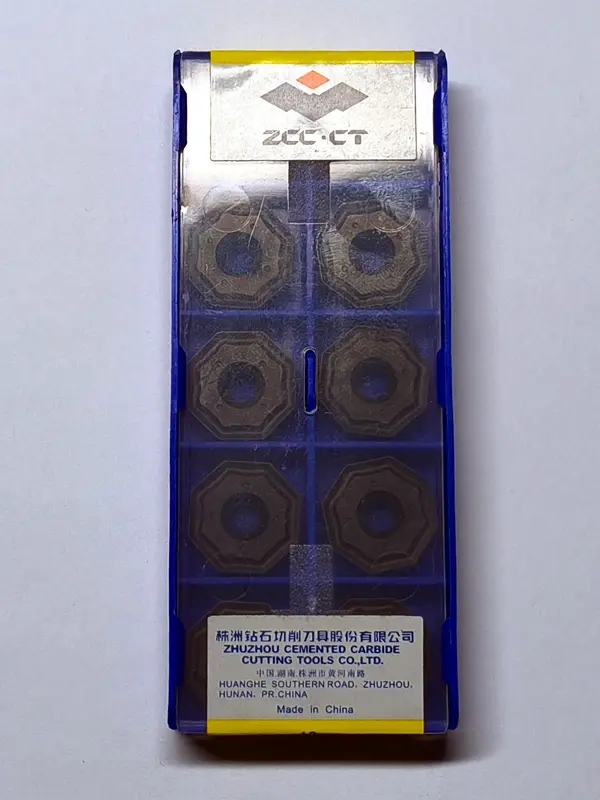 ZCC·CT
株洲钻石切削刀具股份有限公司
ZHUZHOU CEMENTED CARBIDE
CUTTING TOOLS CO.,LTD.
中国.湖南.株洲市黄河南路
HUANGHE SOUTHERN ROAD, ZHUZHOU,
HUNAN, PR.CHINA
Made in China